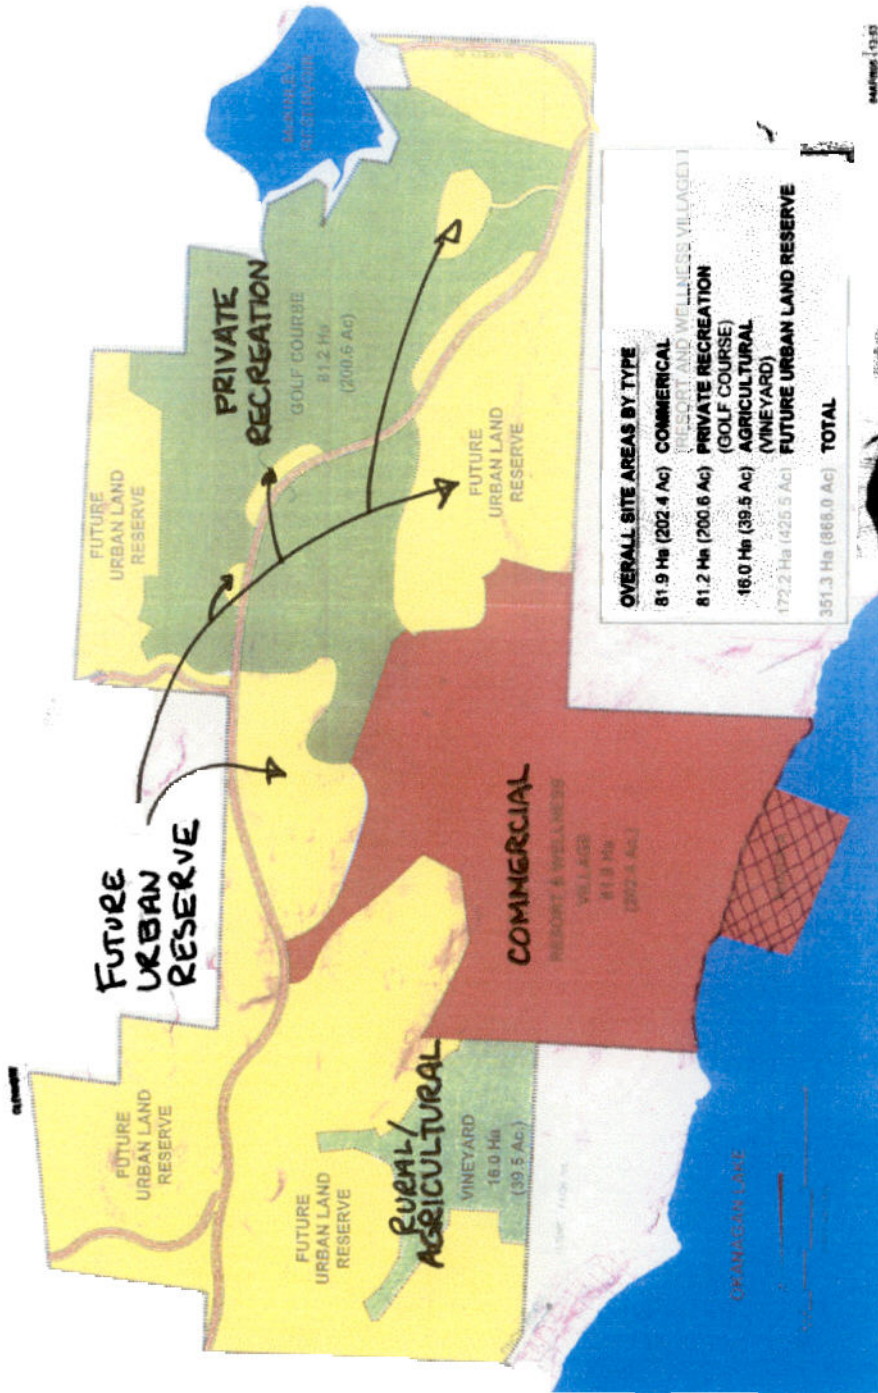 FUTURE
URBAN
RESERVE
FUTURE
URBAN LAND
RESERVE
FUTURE
URBAN LAND
RESERVE
PRIVATE
RECREATION
GOLF COURSE
81.2 Ha
(200.6 Ac)
McKINLEY
RESERVOIR
FUTURE
URBAN LAND
RESERVE
RURAL/
AGRICULTURAL
VINEYARD
16.0 Ha
(39.5 Ac)
FUTURE
URBAN LAND
RESERVE
COMMERCIAL
RESORT & WELLNESS
VILLAGE
81.9 Ha
(202.4 Ac)
OKANAGAN LAKE
OVERALL SITE AREAS BY TYPE
81.9 Ha (202.4 Ac) COMMERICAL
(RESORT AND WELLNESS VILLAGE)
81.2 Ha (200.6 Ac) PRIVATE RECREATION
(GOLF COURSE)
16.0 Ha (39.5 Ac) AGRICULTURAL
(VINEYARD)
172.2 Ha (425.5 Ac) FUTURE URBAN LAND RESERVE
351.3 Ha (868.0 Ac) TOTAL